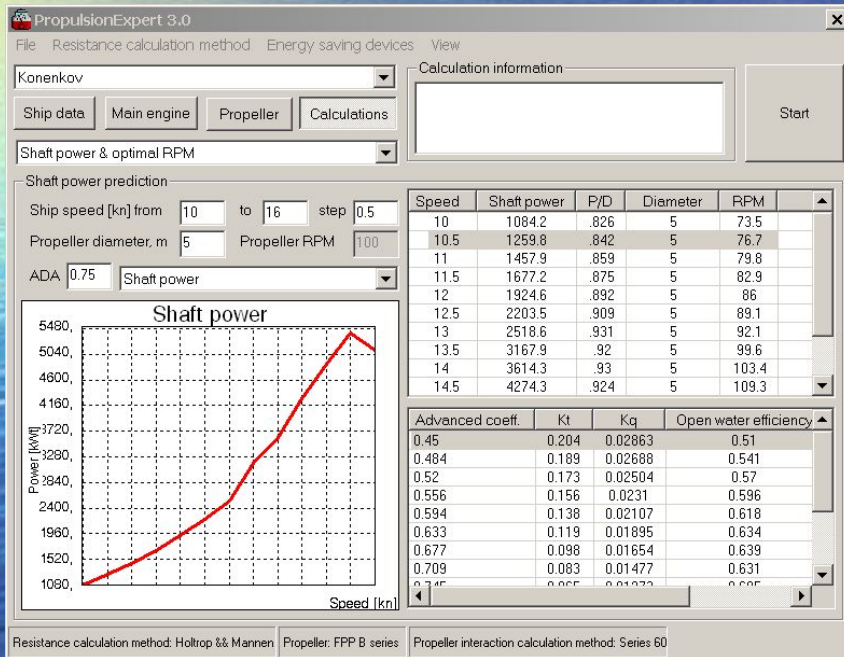 PropulsionExpert 3.0
File Resistance calculation method Energy saving devices View
Konenkov
Calculation information
Ship data Main engine Propeller Calculations
Start
Shaft power & optimal RPM
Shaft power prediction
Ship speed [kn] from 10 to 16 step 0.5
Propeller diameter, m 5 Propeller RPM 100
ADA 0.75 Shaft power
Shaft power
Power [kWt]
5480,
5040,
4600,
4160,
3720,
3280,
2840,
2400,
1960,
1520,
1080,
Speed [kn]
Speed Shaft power P/D Diameter RPM
10 1084.2 .826 5 73.5
10.5 1259.8 .842 5 76.7
11 1457.9 .859 5 79.8
11.5 1677.2 .875 5 82.9
12 1924.6 .892 5 86
12.5 2203.5 .909 5 89.1
13 2518.6 .931 5 92.1
13.5 3167.9 .92 5 99.6
14 3614.3 .93 5 103.4
14.5 4274.3 .924 5 109.3
Advanced coeff. Kt Kq Open water efficiency
0.45 0.204 0.02863 0.51
0.484 0.189 0.02688 0.541
0.52 0.173 0.02504 0.57
0.556 0.156 0.0231 0.596
0.594 0.138 0.02107 0.618
0.633 0.119 0.01895 0.634
0.677 0.098 0.01654 0.639
0.709 0.083 0.01477 0.631
Resistance calculation method: Holtrop && Mannen
Propeller: FPP B series
Propeller interaction calculation method: Series 60